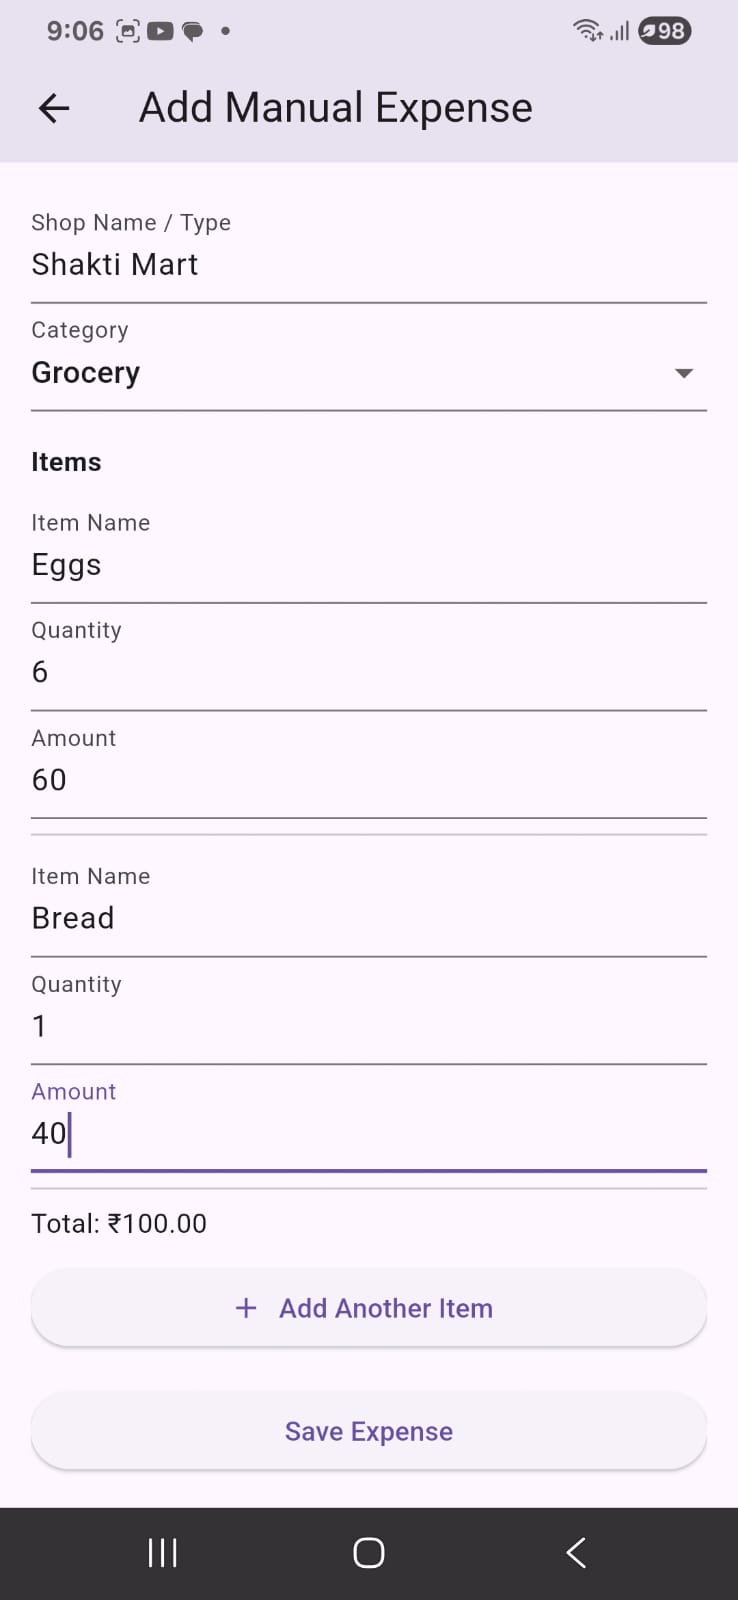 9:06
98
Add Manual Expense
Shop Name / Type
Shakti Mart
Category
Grocery
Items
Item Name
Eggs
Quantity
6
Amount
60
Item Name
Bread
Quantity
1
Amount
40
Total: ₹100.00
+ Add Another Item
Save Expense